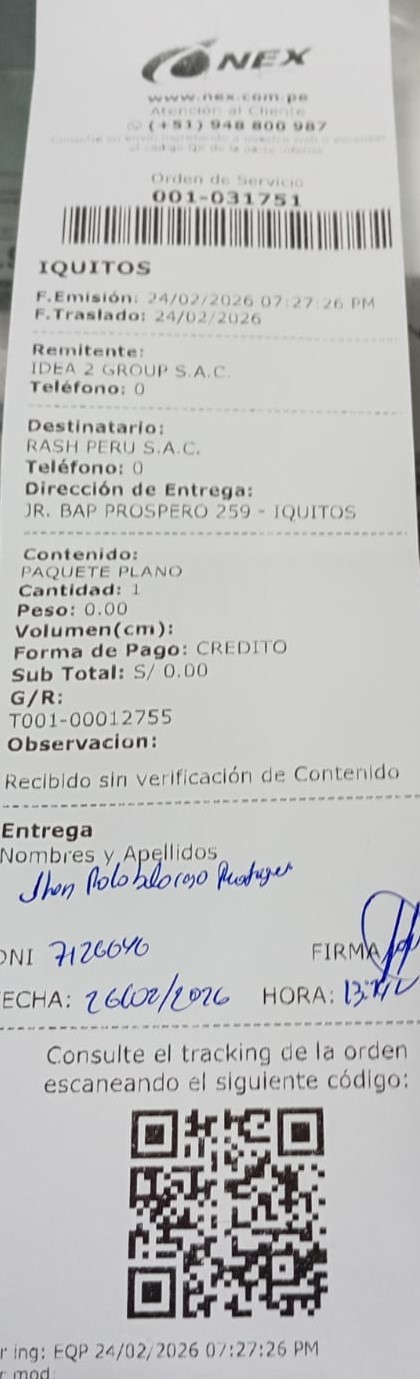 NEX
www.nex.com.pe
Atención al Cliente
(+51) 948 800 987
Orden de Servicio
001-031751
IQUITOS
F.Emisión: 24/02/2026 07:27:26 PM
F.Traslado: 24/02/2026
Remitente:
IDEA 2 GROUP S.A.C.
Teléfono: 0
Destinatario:
RASH PERU S.A.C.
Teléfono: 0
Dirección de Entrega:
JR. BAP PROSPERO 259 - IQUITOS
Contenido:
PAQUETE PLANO
Cantidad: 1
Peso: 0.00
Volumen(cm):
Forma de Pago: CREDITO
Sub Total: S/ 0.00
G/R:
T001-00012755
Observacion:
Recibido sin verificación de Contenido
Entrega
Nombres y Apellidos
Jhon
DNI 7126646 FIRMA
FECHA: 26/02/2026 HORA:
Consulte el tracking de la orden
escaneando el siguiente código:
r ing: EQP 24/02/2026 07:27:26 PM
r mod